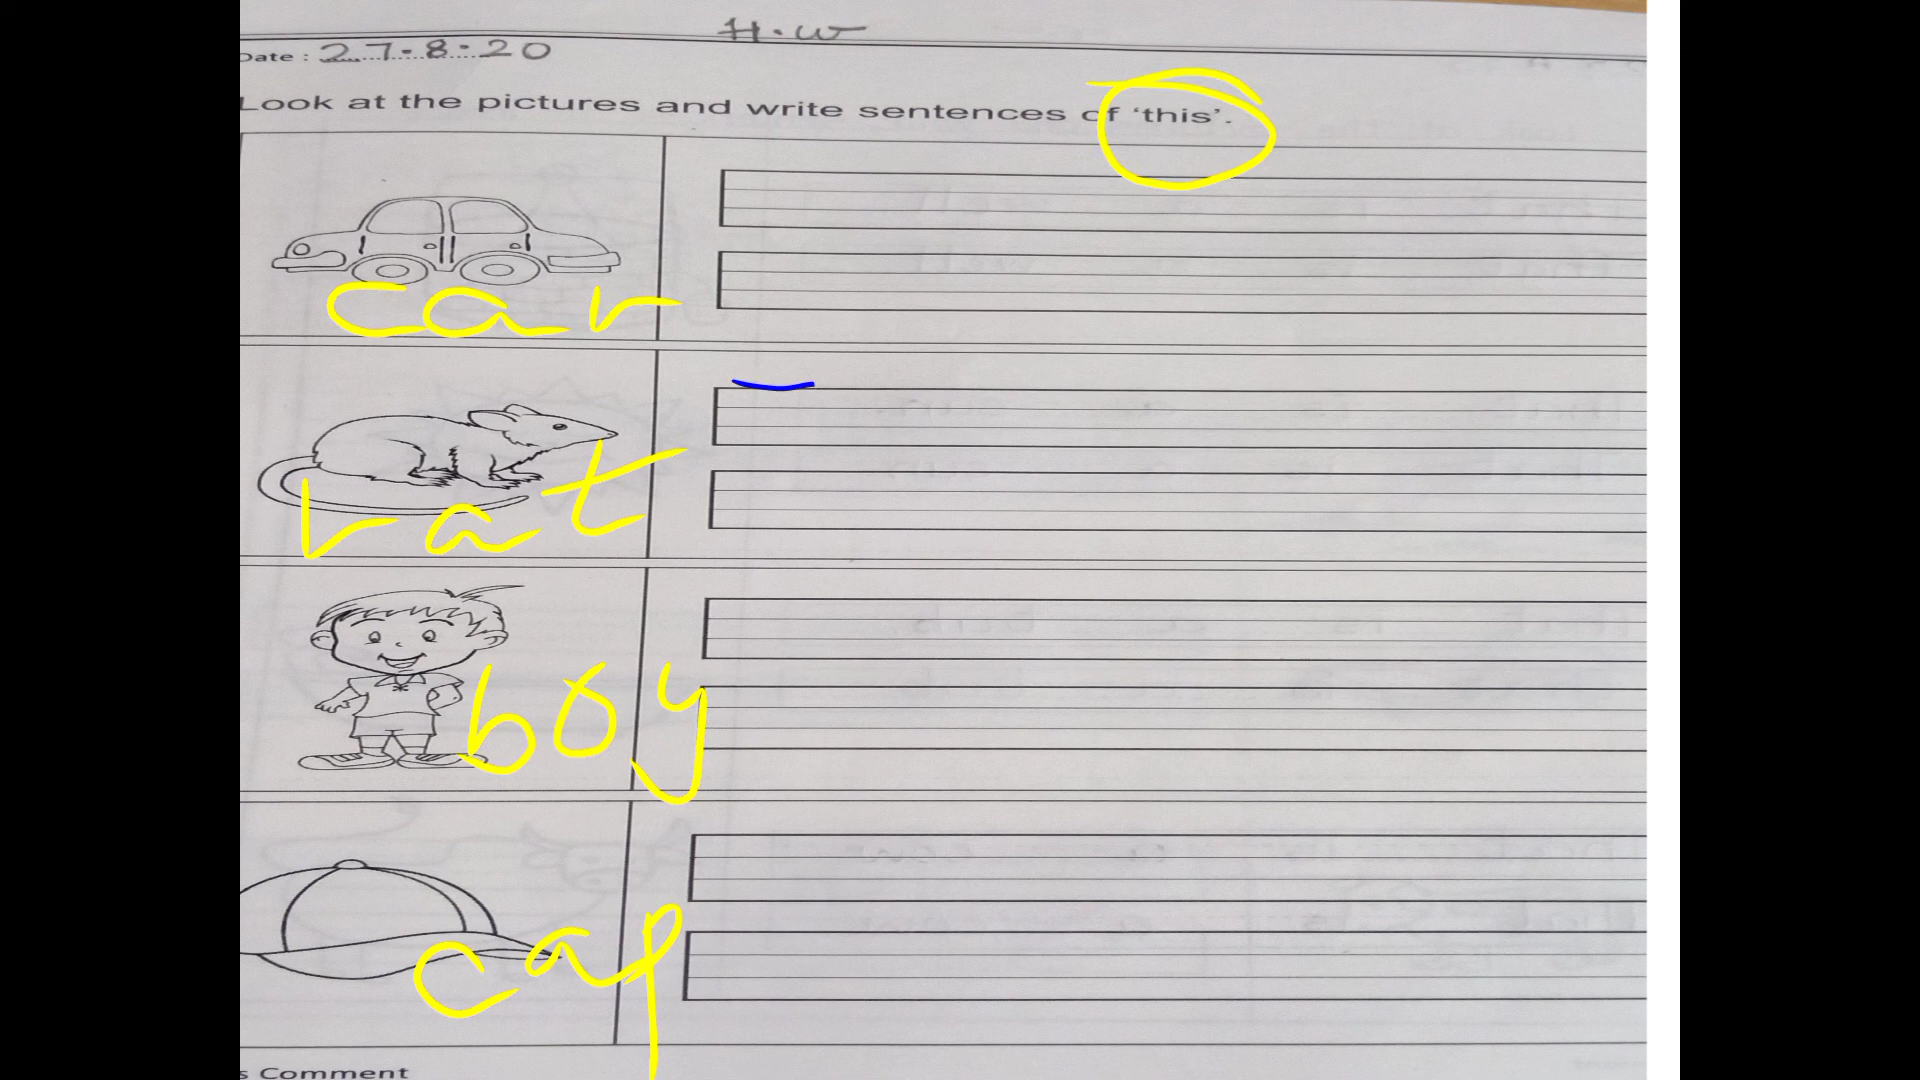 H.W
Date : 27.8.20
Look at the pictures and write sentences of ‘this’.
car
rat
boy
cap
s Comment